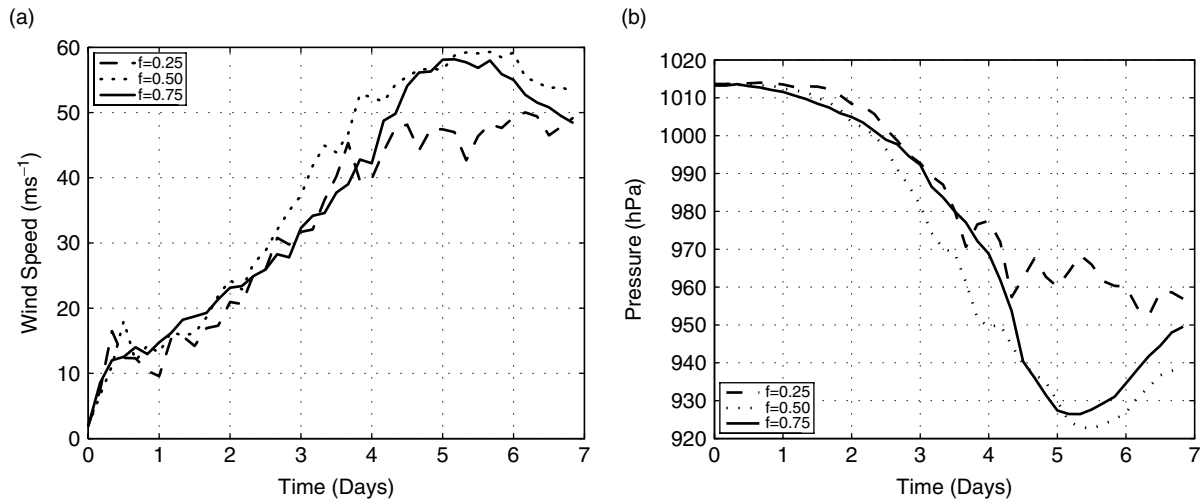 (a)
60
50
40
30
20
10
0
Wind Speed (ms⁻¹)
f=0.25
f=0.50
f=0.75
0 1 2 3 4 5 6 7
Time (Days)
(b)
1020
1010
1000
990
980
970
960
950
940
930
920
Pressure (hPa)
f=0.25
f=0.50
f=0.75
0 1 2 3 4 5 6 7
Time (Days)